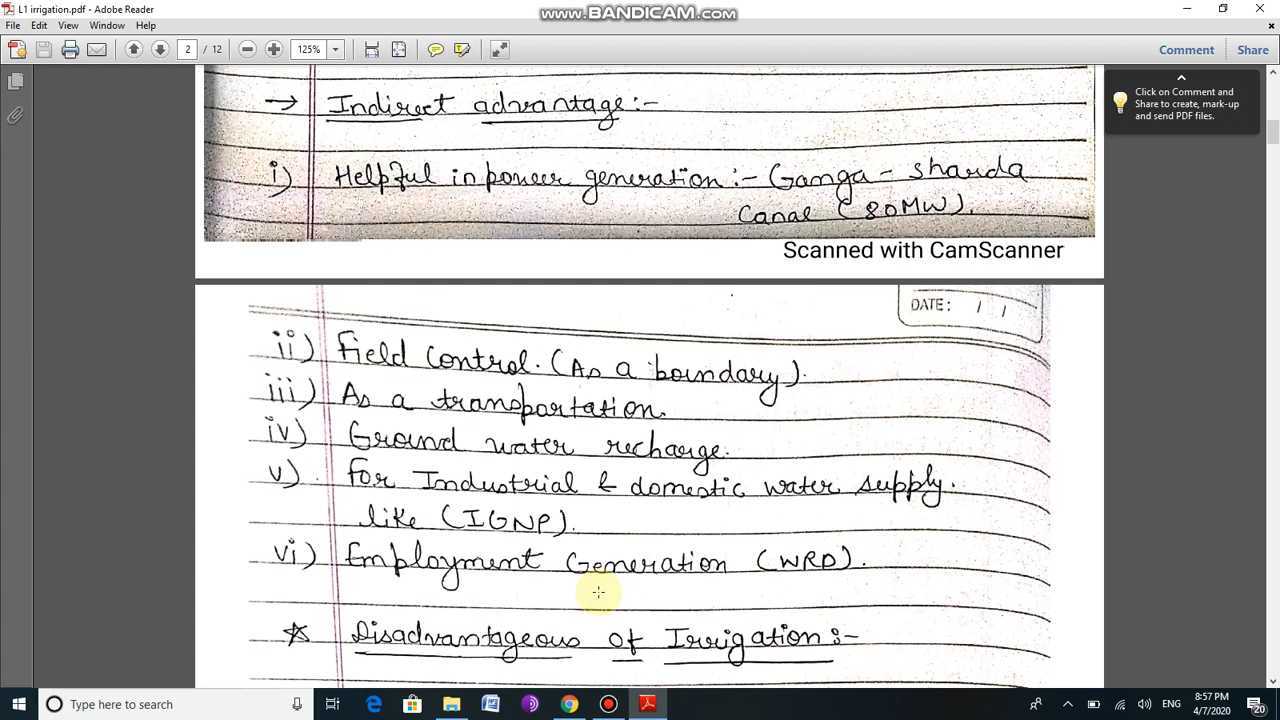 L1 irrigation.pdf - Adobe Reader
WWW.BANDICAM.COM
File Edit View Window Help
2 / 12 125% Comment Share
Click on Comment and
Share to create, mark-up
and send PDF files.
→ Indirect advantage:-
i) Helpful in power generation :- Ganga - Sharda
Canal (80MW).
Scanned with CamScanner
DATE: / /
ii) Field control. (As a boundary).
iii) As a transportation.
iv) Ground water recharge.
v) For Industrial & domestic water supply.
like (IGNP).
vi) Employment Generation (WRD).
☆ Disadvantageous of Irrigation :-
Type here to search
ENG
8:57 PM
4/7/2020
20